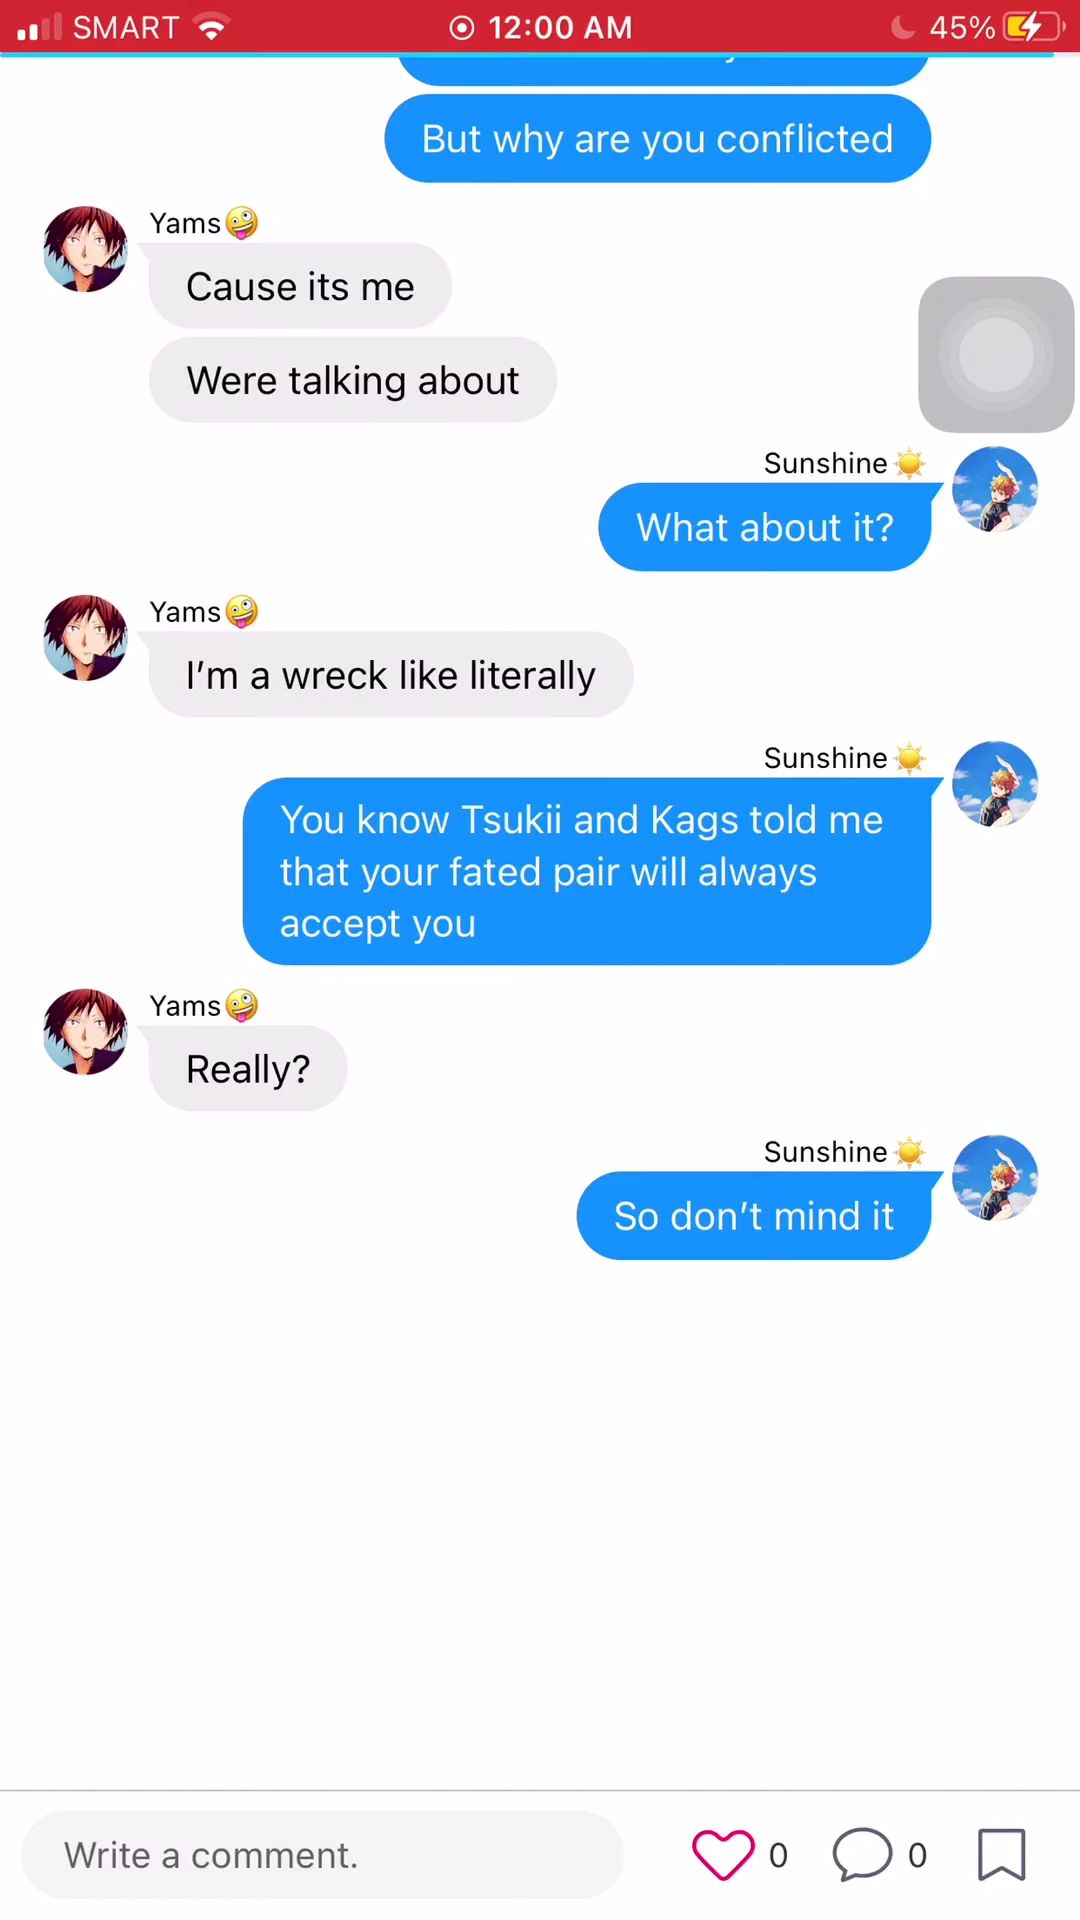 SMART 12:00 AM 45%
But why are you conflicted
Yams🤪
Cause its me
Were talking about
Sunshine☀️
What about it?
Yams🤪
I'm a wreck like literally
Sunshine☀️
You know Tsukii and Kags told me
that your fated pair will always
accept you
Yams🤪
Really?
Sunshine☀️
So don't mind it
Write a comment. 0 0